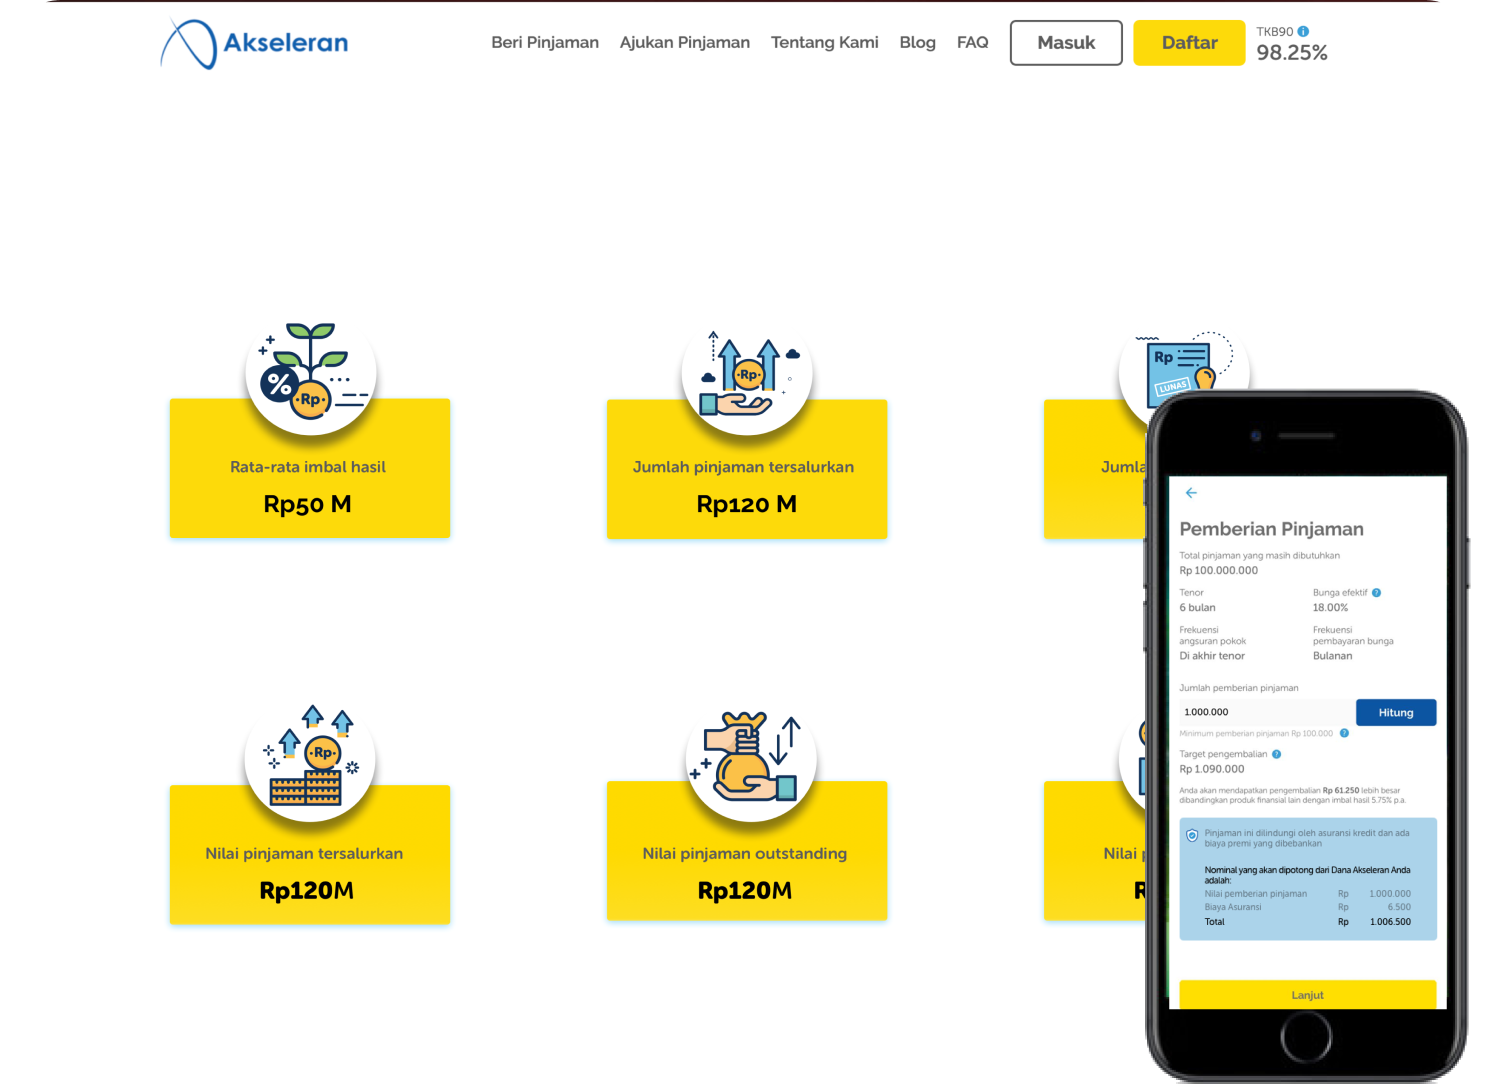 Akseleran
Beri Pinjaman Ajukan Pinjaman Tentang Kami Blog FAQ Masuk Daftar
TKB90
98.25%
Rp
Rp
Rp
LUNAS
Rata-rata imbal hasil
Rp50 M
Jumlah pinjaman tersalurkan
Rp120 M
Jumla
Rp
Nilai pinjaman tersalurkan
Rp120M
Nilai pinjaman outstanding
Rp120M
Nilai
Pemberian Pinjaman
Total pinjaman yang masih dibutuhkan
Rp 100.000.000
Tenor Bunga efektif
6 bulan 18.00%
Frekuensi angsuran pokok Frekuensi pembayaran bunga
Di akhir tenor Bulanan
Jumlah pemberian pinjaman
1.000.000 Hitung
Minimum pemberian pinjaman Rp 100.000
Target pengembalian
Rp 1.090.000
Anda akan mendapatkan pengembalian Rp 61.250 lebih besar
dibandingkan produk finansial lain dengan imbal hasil 5.75% p.a.
Pinjaman ini dilindungi oleh asuransi kredit dan ada
biaya premi yang dibebankan
Nominal yang akan dipotong dari Dana Akseleran Anda
adalah:
Nilai pemberian pinjaman Rp 1.000.000
Biaya Asuransi Rp 6.500
Total Rp 1.006.500
Lanjut